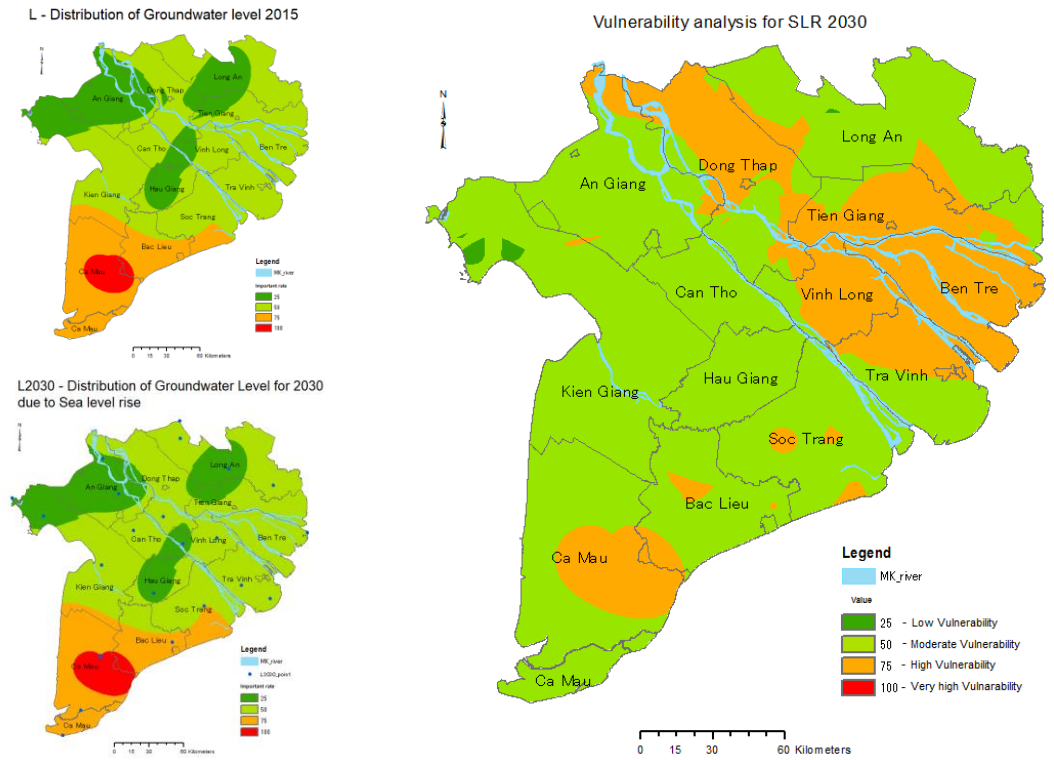 L - Distribution of Groundwater level 2015
N
Long An
An Giang
Dong Thap
Tien Giang
Can Tho
Vinh Long
Ben Tre
Hau Giang
Tra Vinh
Kien Giang
Soc Trang
Bac Lieu
Ca Mau
Ca Mau
Legend
MK_river
Important rate
25
50
75
100
0 15 30 60 Kilometers
L2030 - Distribution of Groundwater Level for 2030
due to Sea level rise
Long An
An Giang
Dong Thap
Tien Giang
Can Tho
Vinh Long
Ben Tre
Hau Giang
Tra Vinh
Kien Giang
Soc Trang
Bac Lieu
Ca Mau
Ca Mau
Legend
MK_river
L2030_point
Important rate
25
50
75
100
0 15 30 60 Kilometers
Vulnerability analysis for SLR 2030
N
Long An
Dong Thap
An Giang
Tien Giang
Can Tho
Vinh Long
Ben Tre
Hau Giang
Tra Vinh
Kien Giang
Soc Trang
Bac Lieu
Ca Mau
Ca Mau
Legend
MK_river
Value
25 - Low Vulnerability
50 - Moderate Vulnerability
75 - High Vulnerability
100 - Very high Vulnarability
0 15 30 60 Kilometers